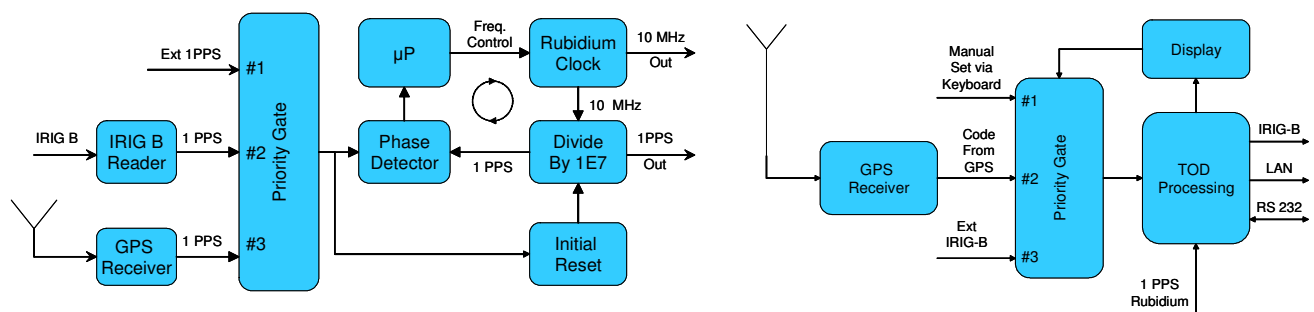 Ext 1PPS
#1
IRIG B
IRIG B
Reader
1 PPS
#2
GPS
Receiver
1 PPS
#3
Priority Gate
µP
Freq.
Control
Rubidium
Clock
10 MHz
Out
10 MHz
Phase
Detector
1 PPS
Divide
By 1E7
1PPS
Out
Initial
Reset
GPS
Receiver
Manual
Set via
Keyboard
#1
Code
From
GPS
#2
Ext
IRIG-B
#3
Priority Gate
Display
TOD
Processing
IRIG-B
LAN
RS 232
1 PPS
Rubidium